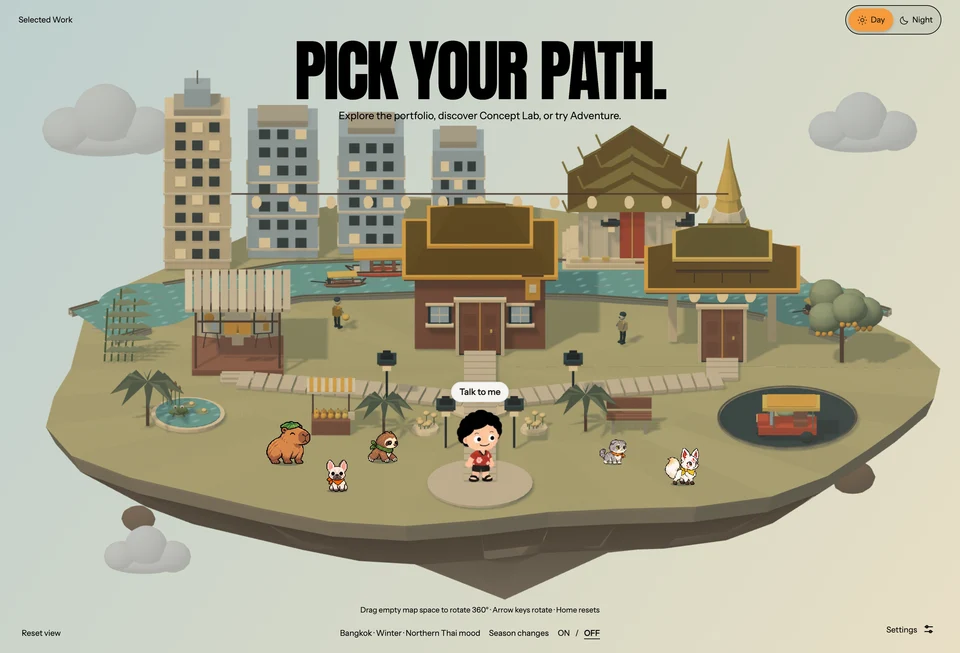 Selected Work
Day
Night
PICK YOUR PATH.
Explore the portfolio, discover Concept Lab, or try Adventure.
Talk to me
Drag empty map space to rotate 360° · Arrow keys rotate · Home resets
Reset view
Bangkok · Winter · Northern Thai mood Season changes ON / OFF
Settings